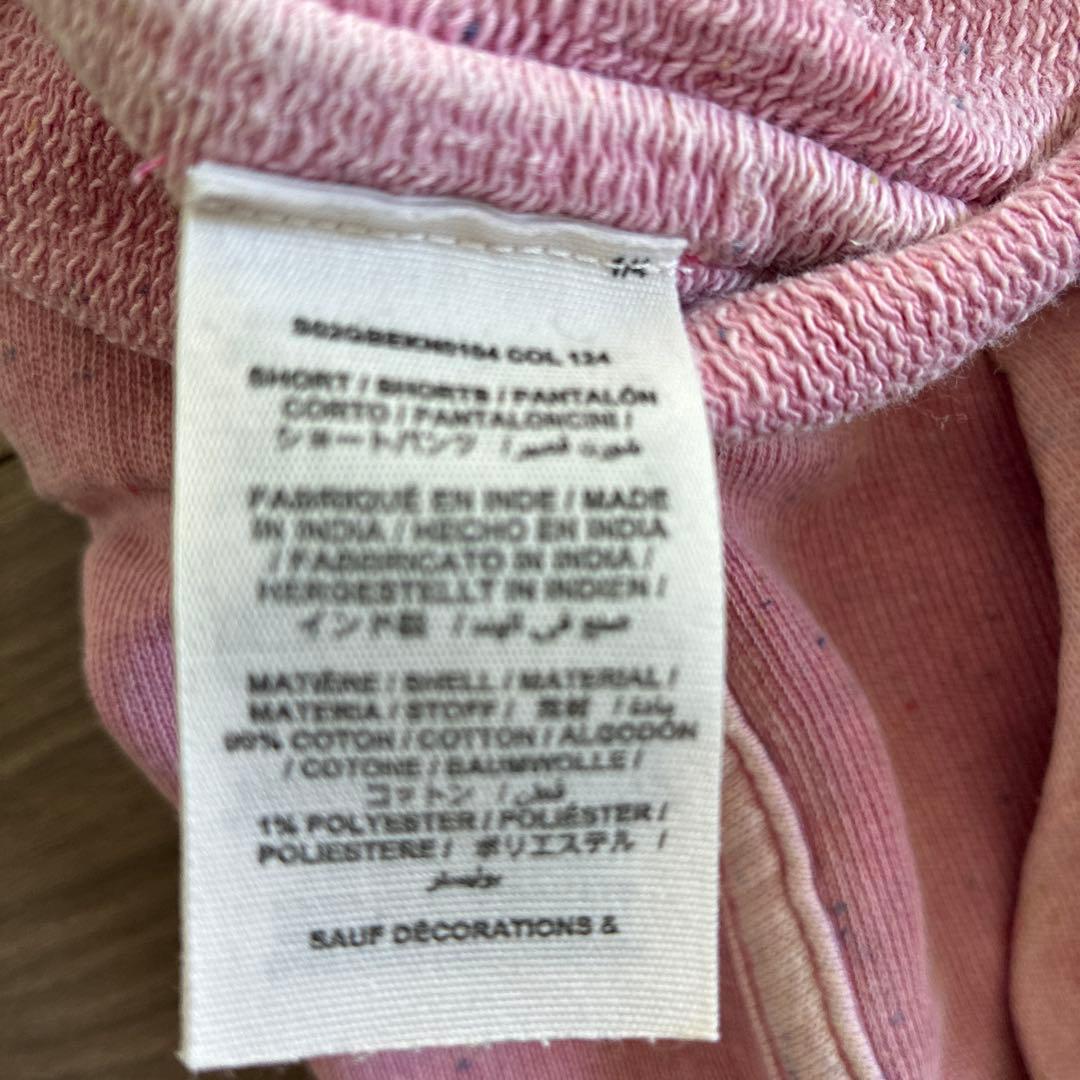 1/4
COL 134
SHORT / SHORTS / PANTALÓN
CORTO / PANTALONCINI /
ショートパンツ / شورت قصير
FABRIQUÉ EN INDE / MADE
IN INDIA / HECHO EN INDIA
/ FABBRICATO IN INDIA /
HERGESTELLT IN INDIEN /
インド製 / صنع في الهند
MATIÈRE / SHELL / MATERIAL /
MATERIA / STOFF / 素材 / مادة
99% COTON / COTTON / ALGODÓN
/ COTONE / BAUMWOLLE /
コットン / قطن
1% POLYESTER / POLIÉSTER /
POLIESTERE / ポリエステル /
بوليستر
SAUF DÉCORATIONS &